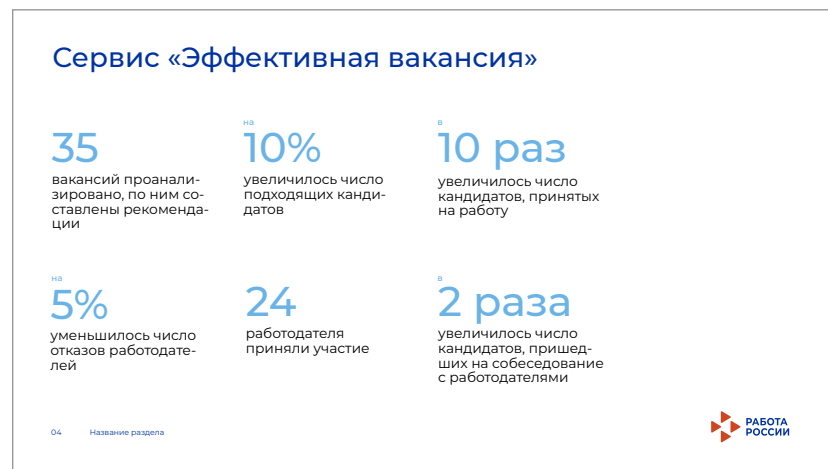 Сервис «Эффективная вакансия»
35
вакансий проанали-
зировано, по ним со-
ставлены рекоменда-
ции
на
10%
увеличилось число
подходящих канди-
датов
в
10 раз
увеличилось число
кандидатов, принятых
на работу
на
5%
уменьшилось число
отказов работодате-
лей
24
работодателя
приняли участие
в
2 раза
увеличилось число
кандидатов, пришед-
ших на собеседование
с работодателями
04 Название раздела
РАБОТА
РОССИИ